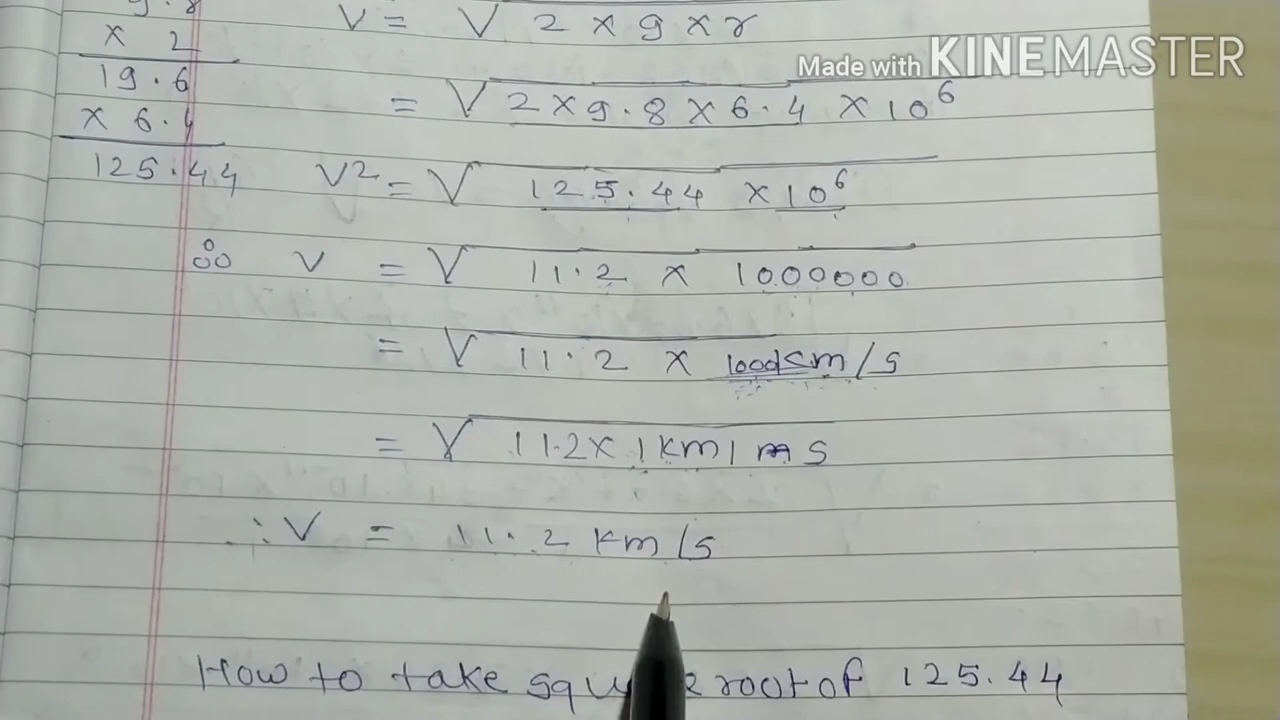 9.8
× 2
19.6
× 6.4
125.44
V = √2 × g × r
Made with KINEMASTER
= √2 × 9.8 × 6.4 × 10⁶
V² = √125.44 × 10⁶
∴ V = √11.2 × 1000000
= √11.2 × 1000 m/s
= √11.2 × 1 km / s
∴ V = 11.2 km/s
How to take root of 125.44